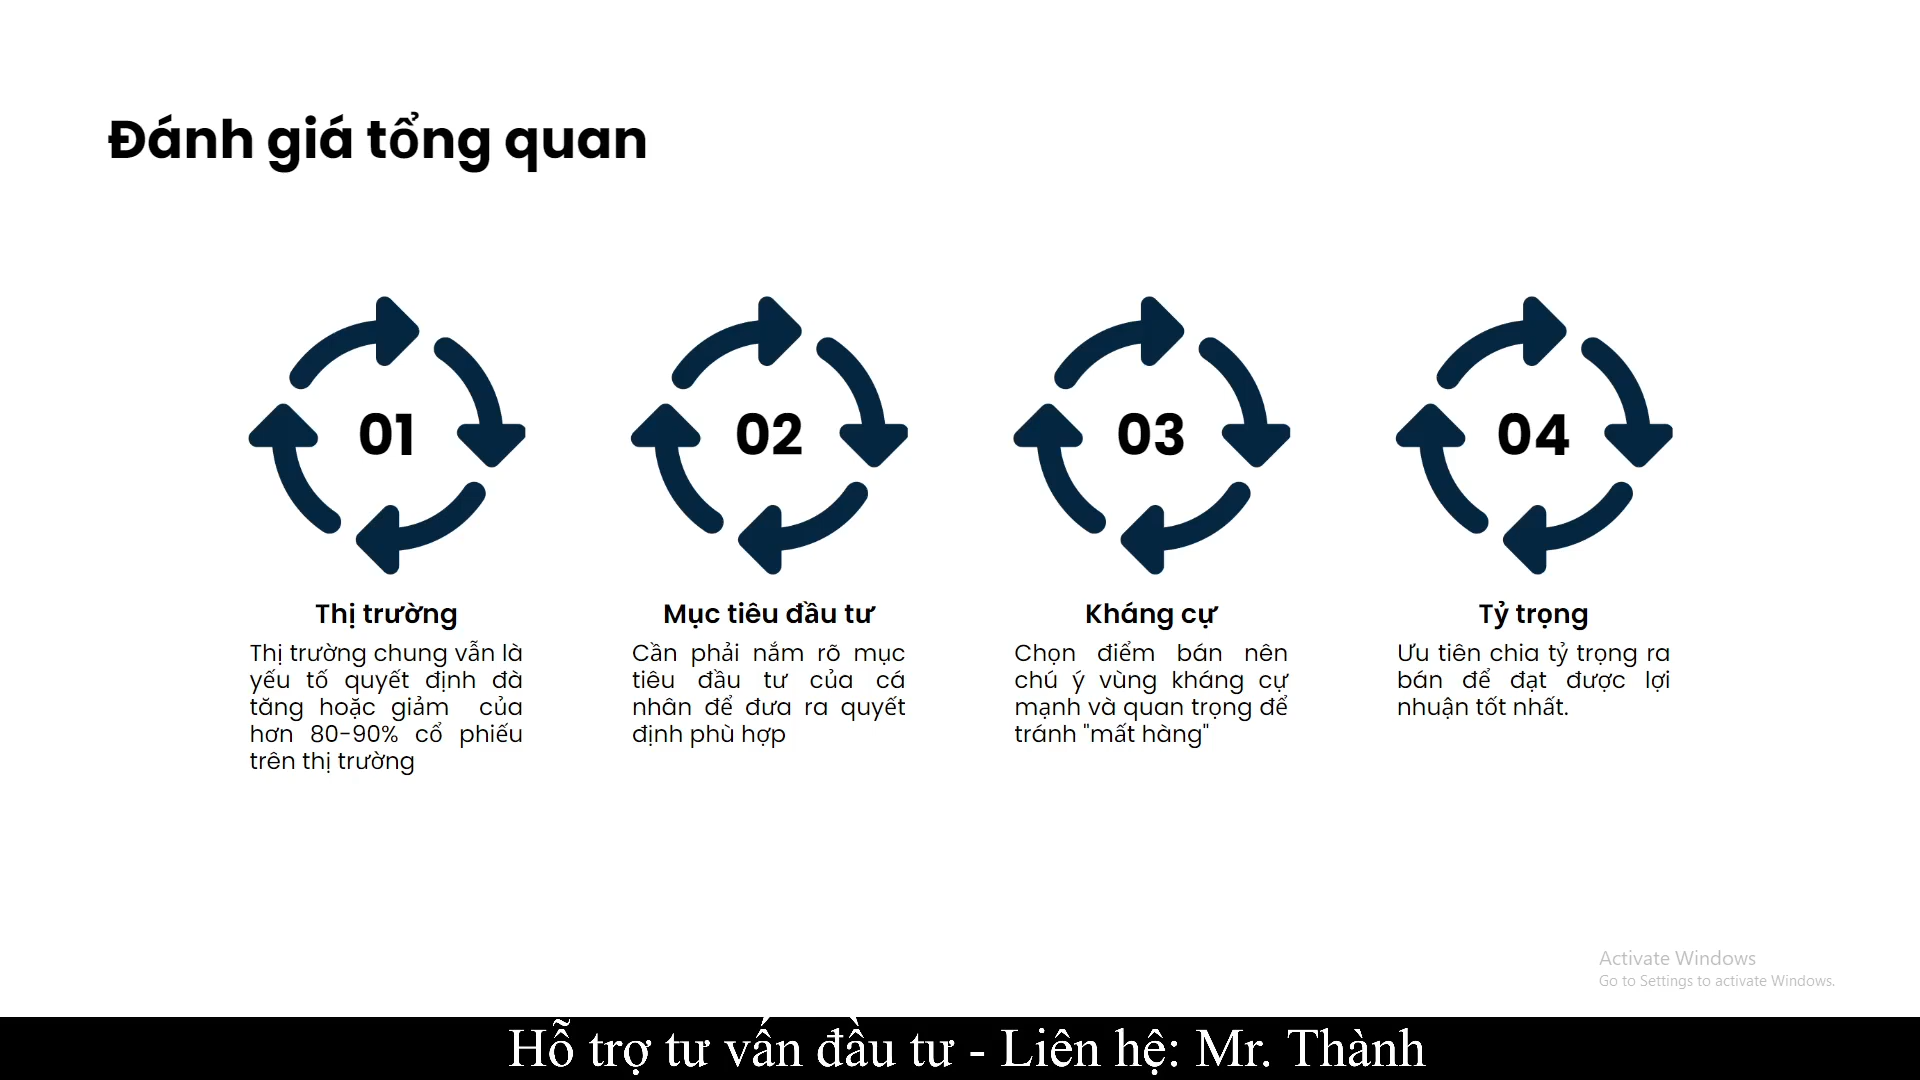 Đánh giá tổng quan
01
Thị trường
Thị trường chung vẫn là
yếu tố quyết định đà
tăng hoặc giảm của
hơn 80-90% cổ phiếu
trên thị trường
02
Mục tiêu đầu tư
Cần phải nắm rõ mục
tiêu đầu tư của cá
nhân để đưa ra quyết
định phù hợp
03
Kháng cự
Chọn điểm bán nên
chú ý vùng kháng cự
mạnh và quan trọng để
tránh "mất hàng"
04
Tỷ trọng
Ưu tiên chia tỷ trọng ra
bán để đạt được lợi
nhuận tốt nhất.
Activate Windows
Go to Settings to activate Windows.
Hỗ trợ tư vấn đầu tư - Liên hệ: Mr. Thành